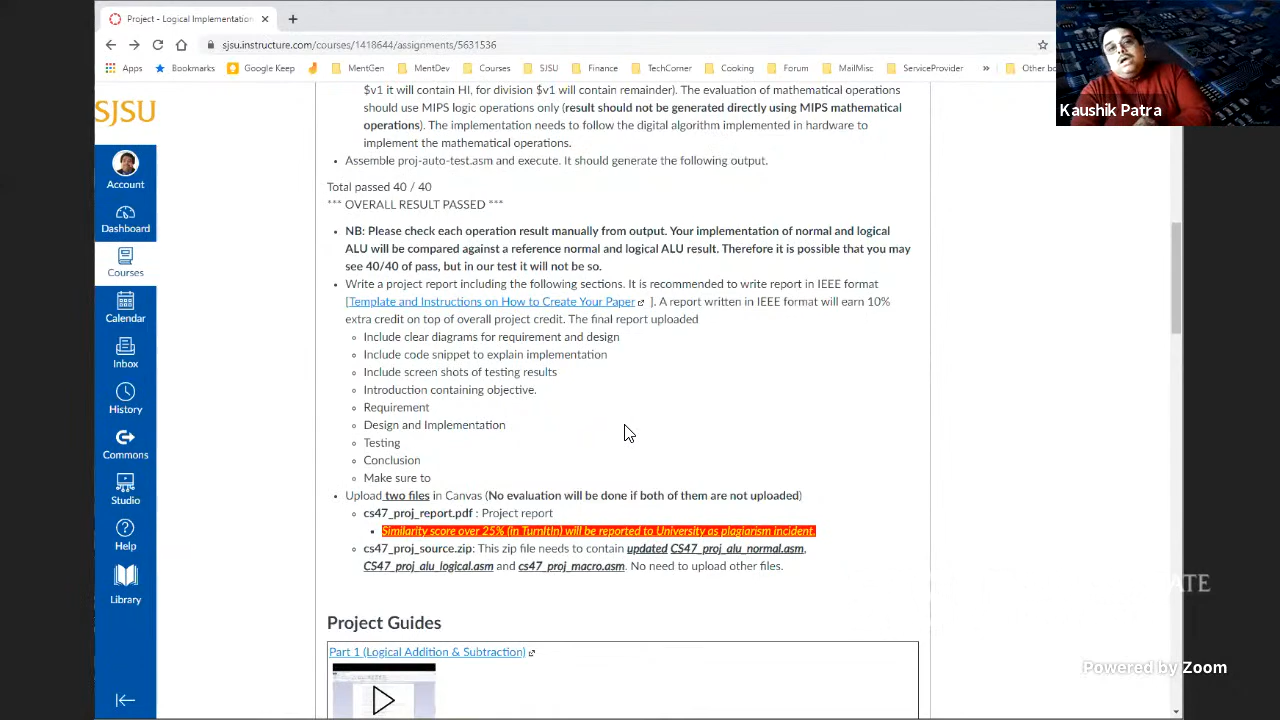 Project - Logical Implementation
sjsu.instructure.com/courses/1418644/assignments/5631536
Apps Bookmarks Google Keep RentGen MentDev Courses SJSU Finance TechCorner Cooking Forum MailMisc ServiceProvider » Other bo
Kaushik Patra
SJSU
Account
Dashboard
Courses
Calendar
Inbox
History
Commons
Studio
Help
Library
$v1 it will contain HI, for division $v1 will contain remainder). The evaluation of mathematical operations
should use MIPS logic operations only (result should not be generated directly using MIPS mathematical
operations). The implementation needs to follow the digital algorithm implemented in hardware to
implement the mathematical operations.
Assemble proj-auto-test.asm and execute. It should generate the following output.
Total passed 40 / 40
*** OVERALL RESULT PASSED ***
NB: Please check each operation result manually from output. Your implementation of normal and logical
ALU will be compared against a reference normal and logical ALU result. Therefore it is possible that you may
see 40/40 of pass, but in our test it will not be so.
Write a project report including the following sections. It is recommended to write report in IEEE format
[Template and Instructions on How to Create Your Paper ]. A report written in IEEE format will earn 10%
extra credit on top of overall project credit. The final report uploaded
Include clear diagrams for requirement and design
Include code snippet to explain implementation
Include screen shots of testing results
Introduction containing objective.
Requirement
Design and Implementation
Testing
Conclusion
Make sure to
Upload two files in Canvas (No evaluation will be done if both of them are not uploaded)
cs47_proj_report.pdf : Project report
Similarity score over 25% (in TurnItIn) will be reported to University as plagiarism incident.
cs47_proj_source.zip: This zip file needs to contain updated CS47_proj_alu_normal.asm,
CS47_proj_alu_logical.asm and cs47_proj_macro.asm. No need to upload other files.
Project Guides
Part 1 (Logical Addition & Subtraction)
Powered by Zoom